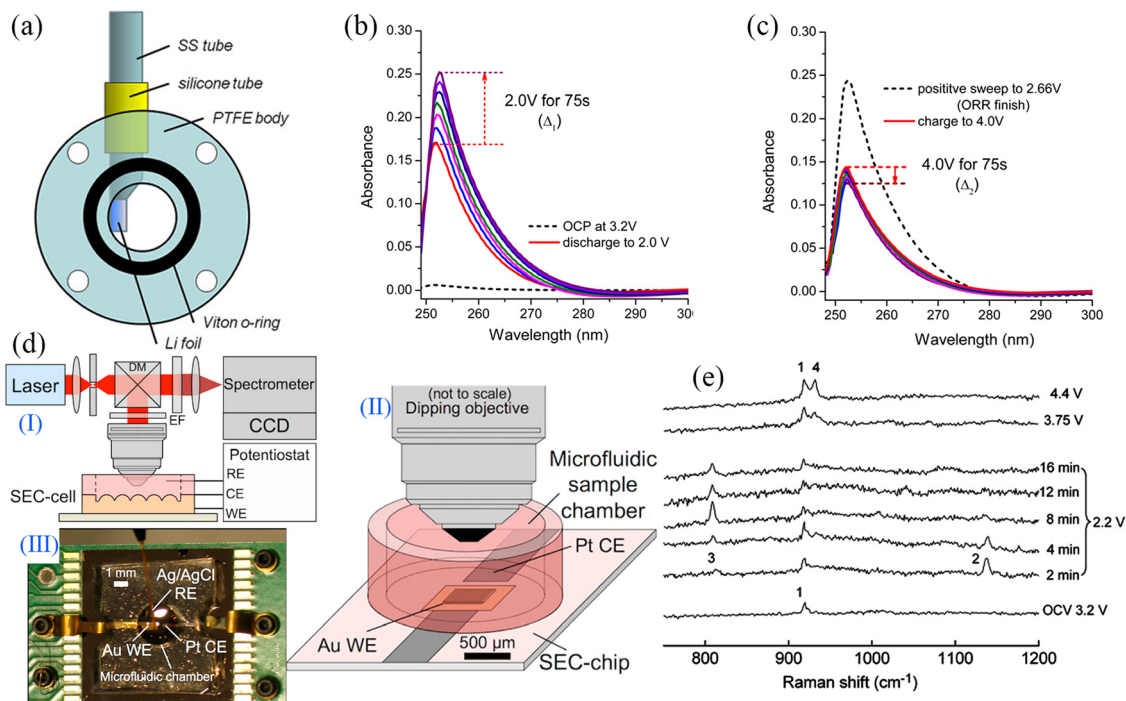 (a)
SS tube
silicone tube
PTFE body
Viton o-ring
Li foil
(b)
0.30
0.25
0.20
0.15
0.10
0.05
0.00
Absorbance
2.0V for 75s
(Δ1)
OCP at 3.2V
discharge to 2.0 V
250 260 270 280 290 30
Wavelength (nm)
(c)
0.30
0.25
0.20
0.15
0.10
0.05
0.00
Absorbance
positive sweep to 2.66V
(ORR finish)
charge to 4.0V
4.0V for 75s
(Δ2)
250 260 270 280 290 300
Wavelength (nm)
(d)
Laser
DM
Spectrometer
(I)
EF
CCD
Potentiostat
RE
SEC-cell
CE
WE
(II)
(not to scale)
Dipping objective
Microfluidic
sample
chamber
Pt CE
Au WE
500 µm
SEC-chip
(III)
1 mm
Ag/AgCl
RE
Au WE
Pt CE
Microfluidic chamber
(e)
1 4
4.4 V
3.75 V
16 min
12 min
8 min
2.2 V
4 min
3
2
2 min
1
OCV 3.2 V
800 900 1000 1100 1200
Raman shift (cm-1)